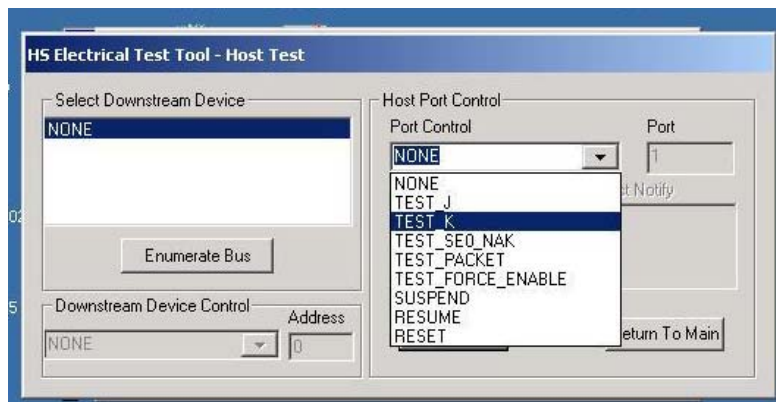 HS Electrical Test Tool - Host Test
Select Downstream Device
NONE
Enumerate Bus
Downstream Device Control
Address
NONE
0
Host Port Control
Port Control
Port
NONE
1
NONE
TEST_J
TEST_K
TEST_SE0_NAK
TEST_PACKET
TEST_FORCE_ENABLE
SUSPEND
RESUME
RESET
Notify
To Main